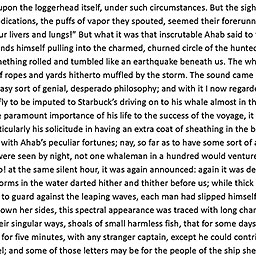 upon the loggerhead itself, under such circumstances. But the sigh
dications, the puffs of vapor they spouted, seemed their forerunn
ur livers and lungs!” But what it was that inscrutable Ahab said to
nds himself pulling into the charmed, churned circle of the hunted
nething rolled and tumbled like an earthquake beneath us. The wh
f ropes and yards hitherto muffled by the storm. The sound came
asy sort of genial, desperado philosophy; and with it I now regarde
fly to be imputed to Starbuck’s driving on to his whale almost in th
e paramount importance of his life to the success of the voyage, it
ticularly his solicitude in having an extra coat of sheathing in the b
with Ahab’s peculiar fortunes; nay, so far as to have some sort of a
were seen by night, not one whaleman in a hundred would venture
o! at the same silent hour, it was again announced: again it was de
orms in the water darted hither and thither before us; while thick
to guard against the leaping waves, each man had slipped himself
own her sides, this spectral appearance was traced with long chan
eir singular ways, shoals of small harmless fish, that for some days
for five minutes, with any stranger captain, except he could contri
el; and some of those letters may be for the people of the ship she